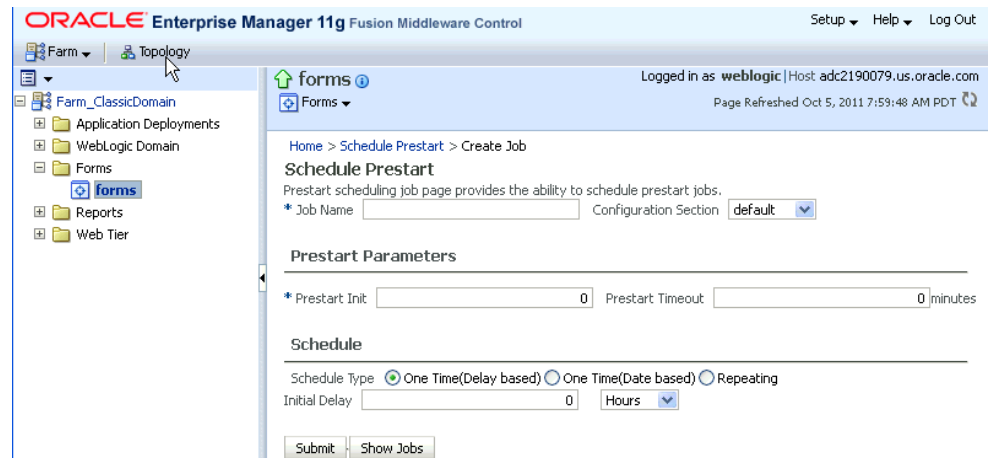 ORACLE Enterprise Manager 11g Fusion Middleware Control
Setup Help Log Out
Farm Topology
Farm_ClassicDomain
Application Deployments
WebLogic Domain
Forms
forms
Reports
Web Tier
forms
Logged in as weblogic|Host adc2190079.us.oracle.com
Forms
Page Refreshed Oct 5, 2011 7:59:48 AM PDT
Home > Schedule Prestart > Create Job
Schedule Prestart
Prestart scheduling job page provides the ability to schedule prestart jobs.
* Job Name Configuration Section default
Prestart Parameters
* Prestart Init 0 Prestart Timeout 0 minutes
Schedule
Schedule Type One Time(Delay based) One Time(Date based) Repeating
Initial Delay 0 Hours
Submit Show Jobs